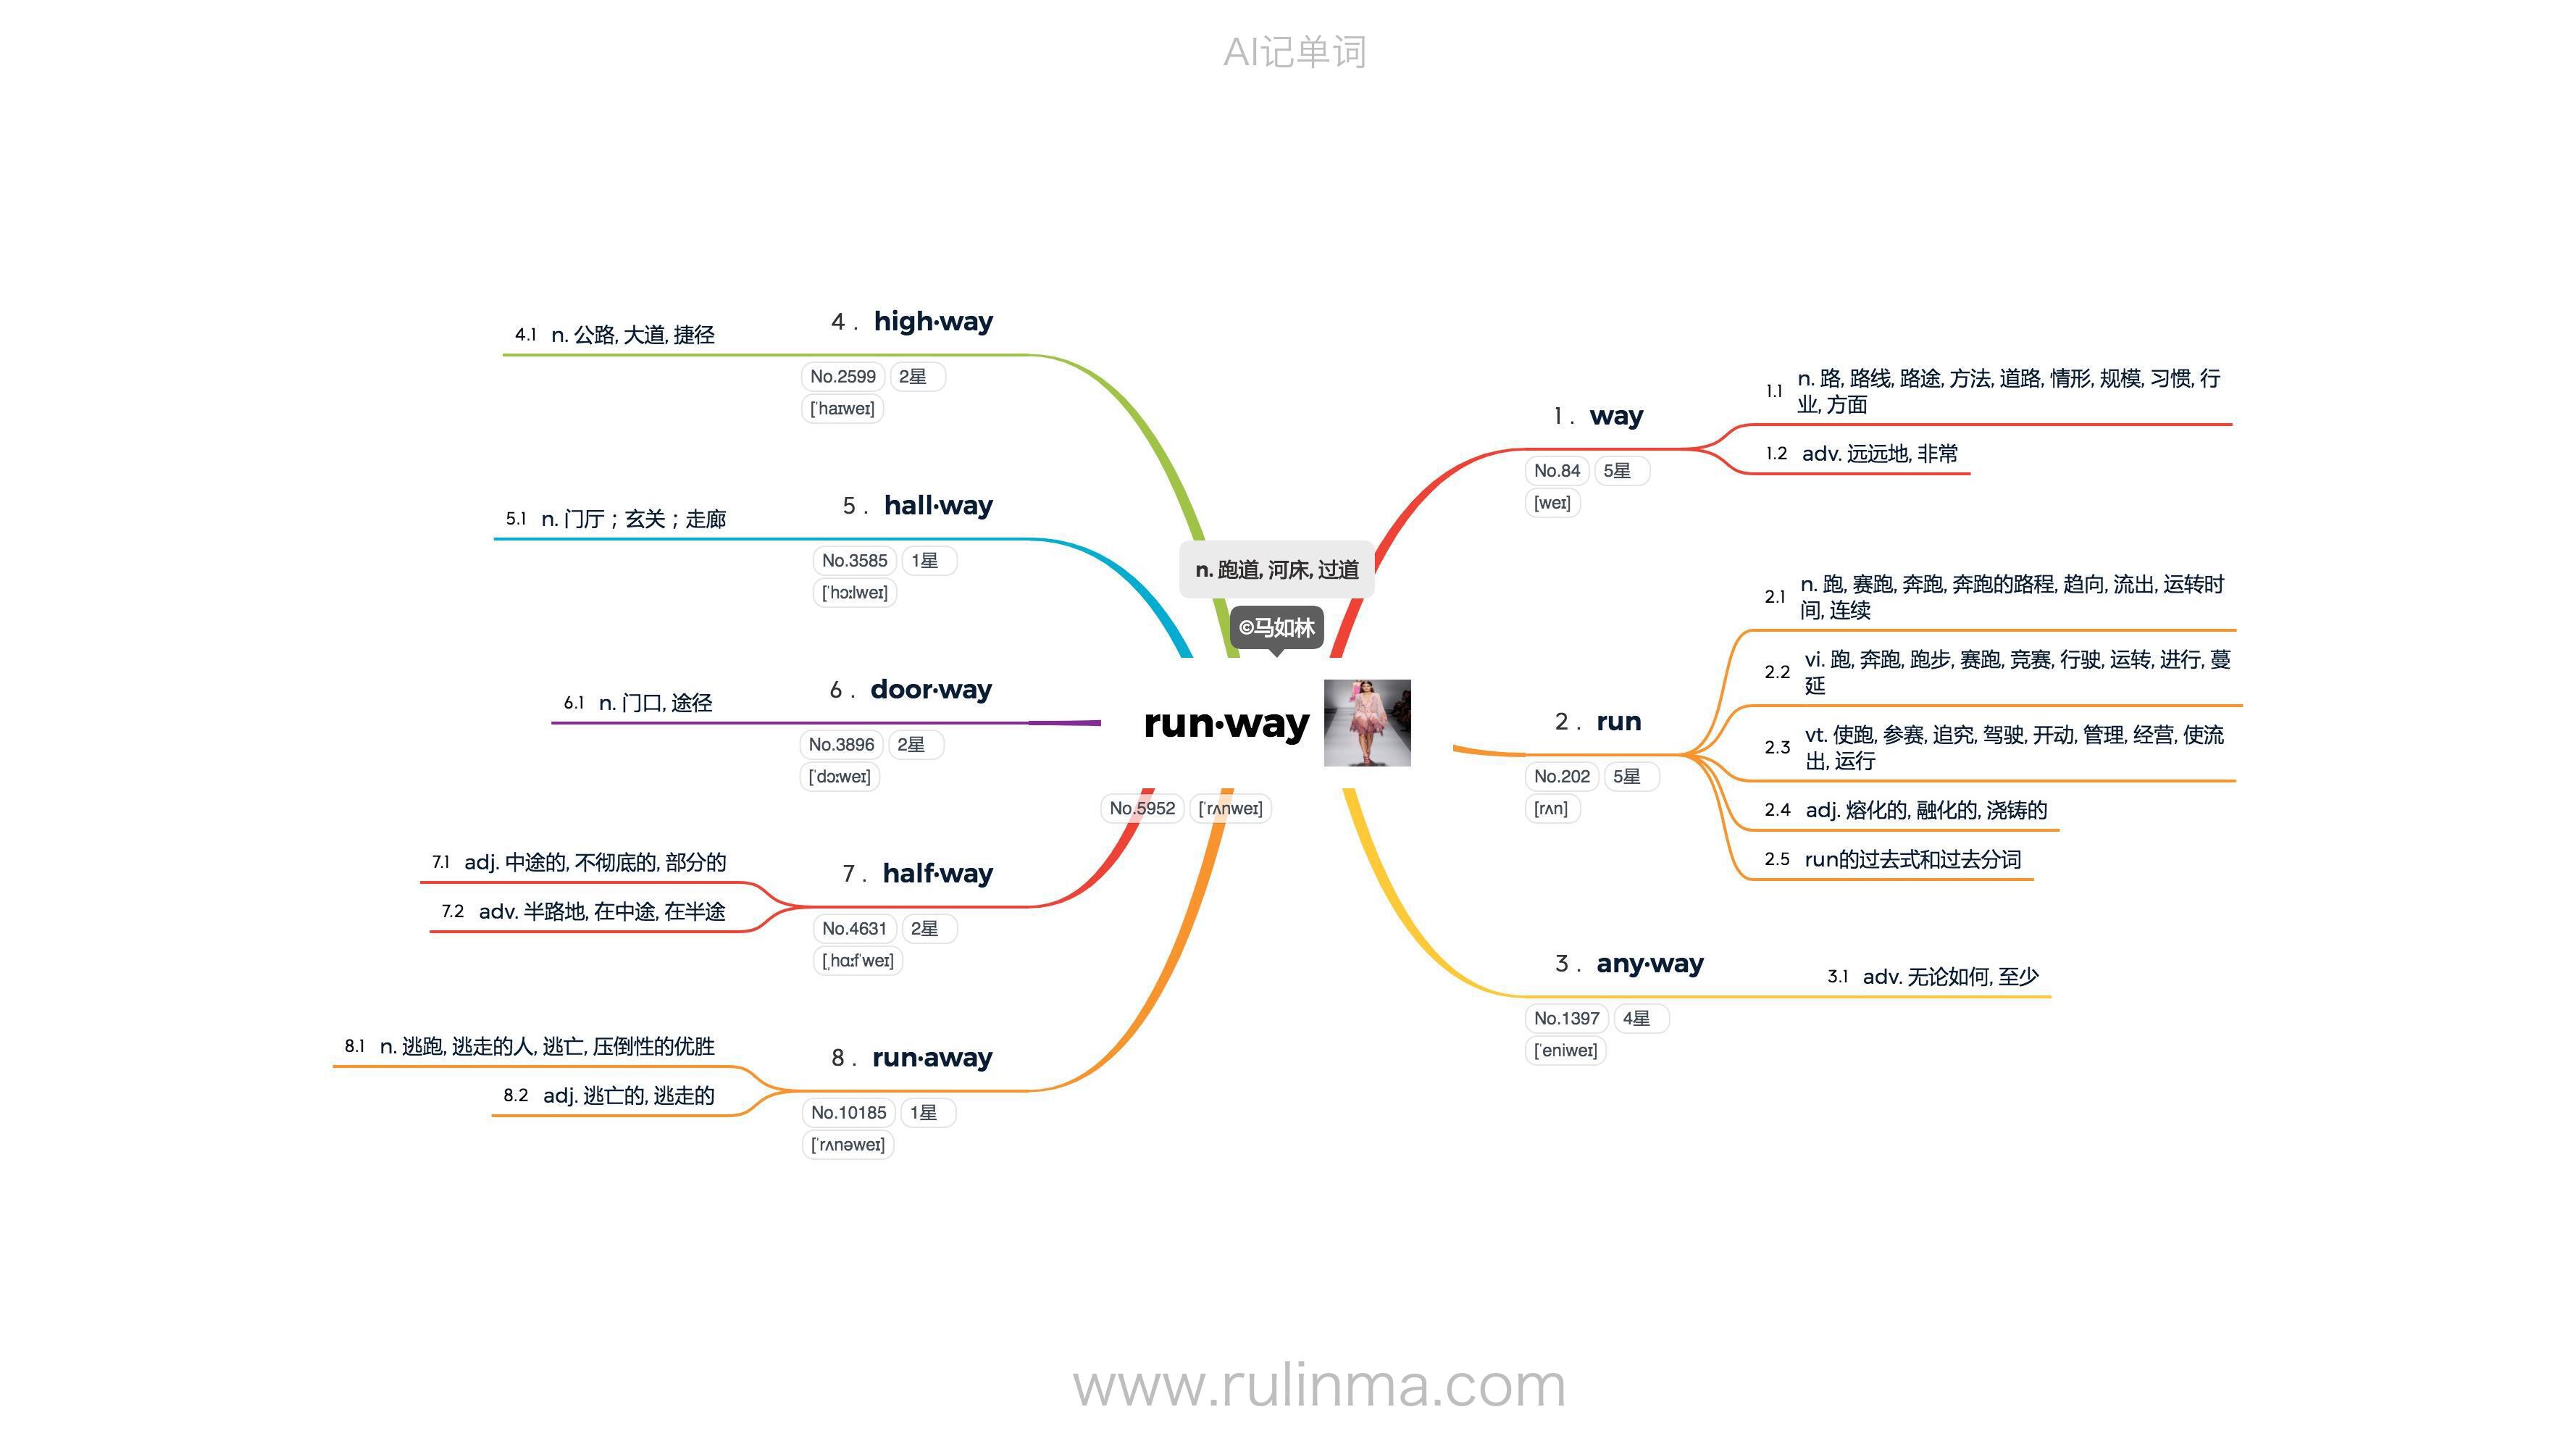 AI记单词
n. 跑道, 河床, 过道
©马如林
run·way
No.5952 [ˈrʌnweɪ]
1 . way
No.84 5星
[weɪ]
1.1 n. 路, 路线, 路途, 方法, 道路, 情形, 规模, 习惯, 行
业, 方面
1.2 adv. 远远地, 非常
2 . run
No.202 5星
[rʌn]
2.1 n. 跑, 赛跑, 奔跑, 奔跑的路程, 趋向, 流出, 运转时
间, 连续
2.2 vi. 跑, 奔跑, 跑步, 赛跑, 竞赛, 行驶, 运转, 进行, 蔓
延
2.3 vt. 使跑, 参赛, 追究, 驾驶, 开动, 管理, 经营, 使流
出, 运行
2.4 adj. 熔化的, 融化的, 浇铸的
2.5 run的过去式和过去分词
3 . any·way
No.1397 4星
[ˈeniweɪ]
3.1 adv. 无论如何, 至少
4 . high·way
No.2599 2星
[ˈhaɪweɪ]
4.1 n. 公路, 大道, 捷径
5 . hall·way
No.3585 1星
[ˈhɔːlweɪ]
5.1 n. 门厅；玄关；走廊
6 . door·way
No.3896 2星
[ˈdɔːweɪ]
6.1 n. 门口, 途径
7 . half·way
No.4631 2星
[ˌhɑːfˈweɪ]
7.1 adj. 中途的, 不彻底的, 部分的
7.2 adv. 半路地, 在中途, 在半途
8 . run·away
No.10185 1星
[ˈrʌnəweɪ]
8.1 n. 逃跑, 逃走的人, 逃亡, 压倒性的优胜
8.2 adj. 逃亡的, 逃走的
www.rulinma.com